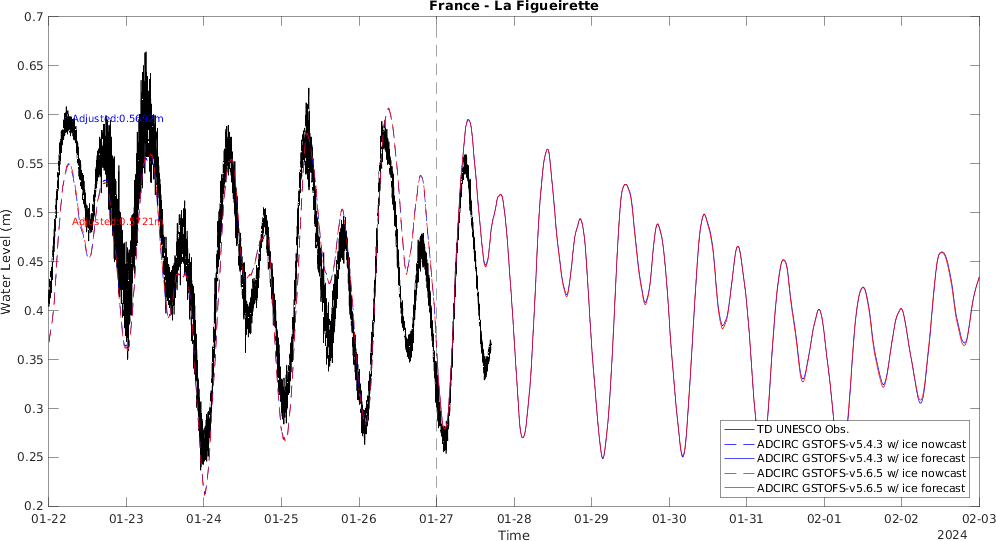 France - La Figueirette
0.7
0.65
0.6
0.55
0.5
0.45
0.4
0.35
0.3
0.25
0.2
Water Level (m)
TD UNESCO Obs.
ADCIRC GSTOFS-v5.4.3 w/ ice nowcast
ADCIRC GSTOFS-v5.4.3 w/ ice forecast
ADCIRC GSTOFS-v5.6.5 w/ ice nowcast
ADCIRC GSTOFS-v5.6.5 w/ ice forecast
01-22 01-23 01-24 01-25 01-26 01-27 01-28 01-29 01-30 01-31 02-01 02-02 02-03
Time
2024